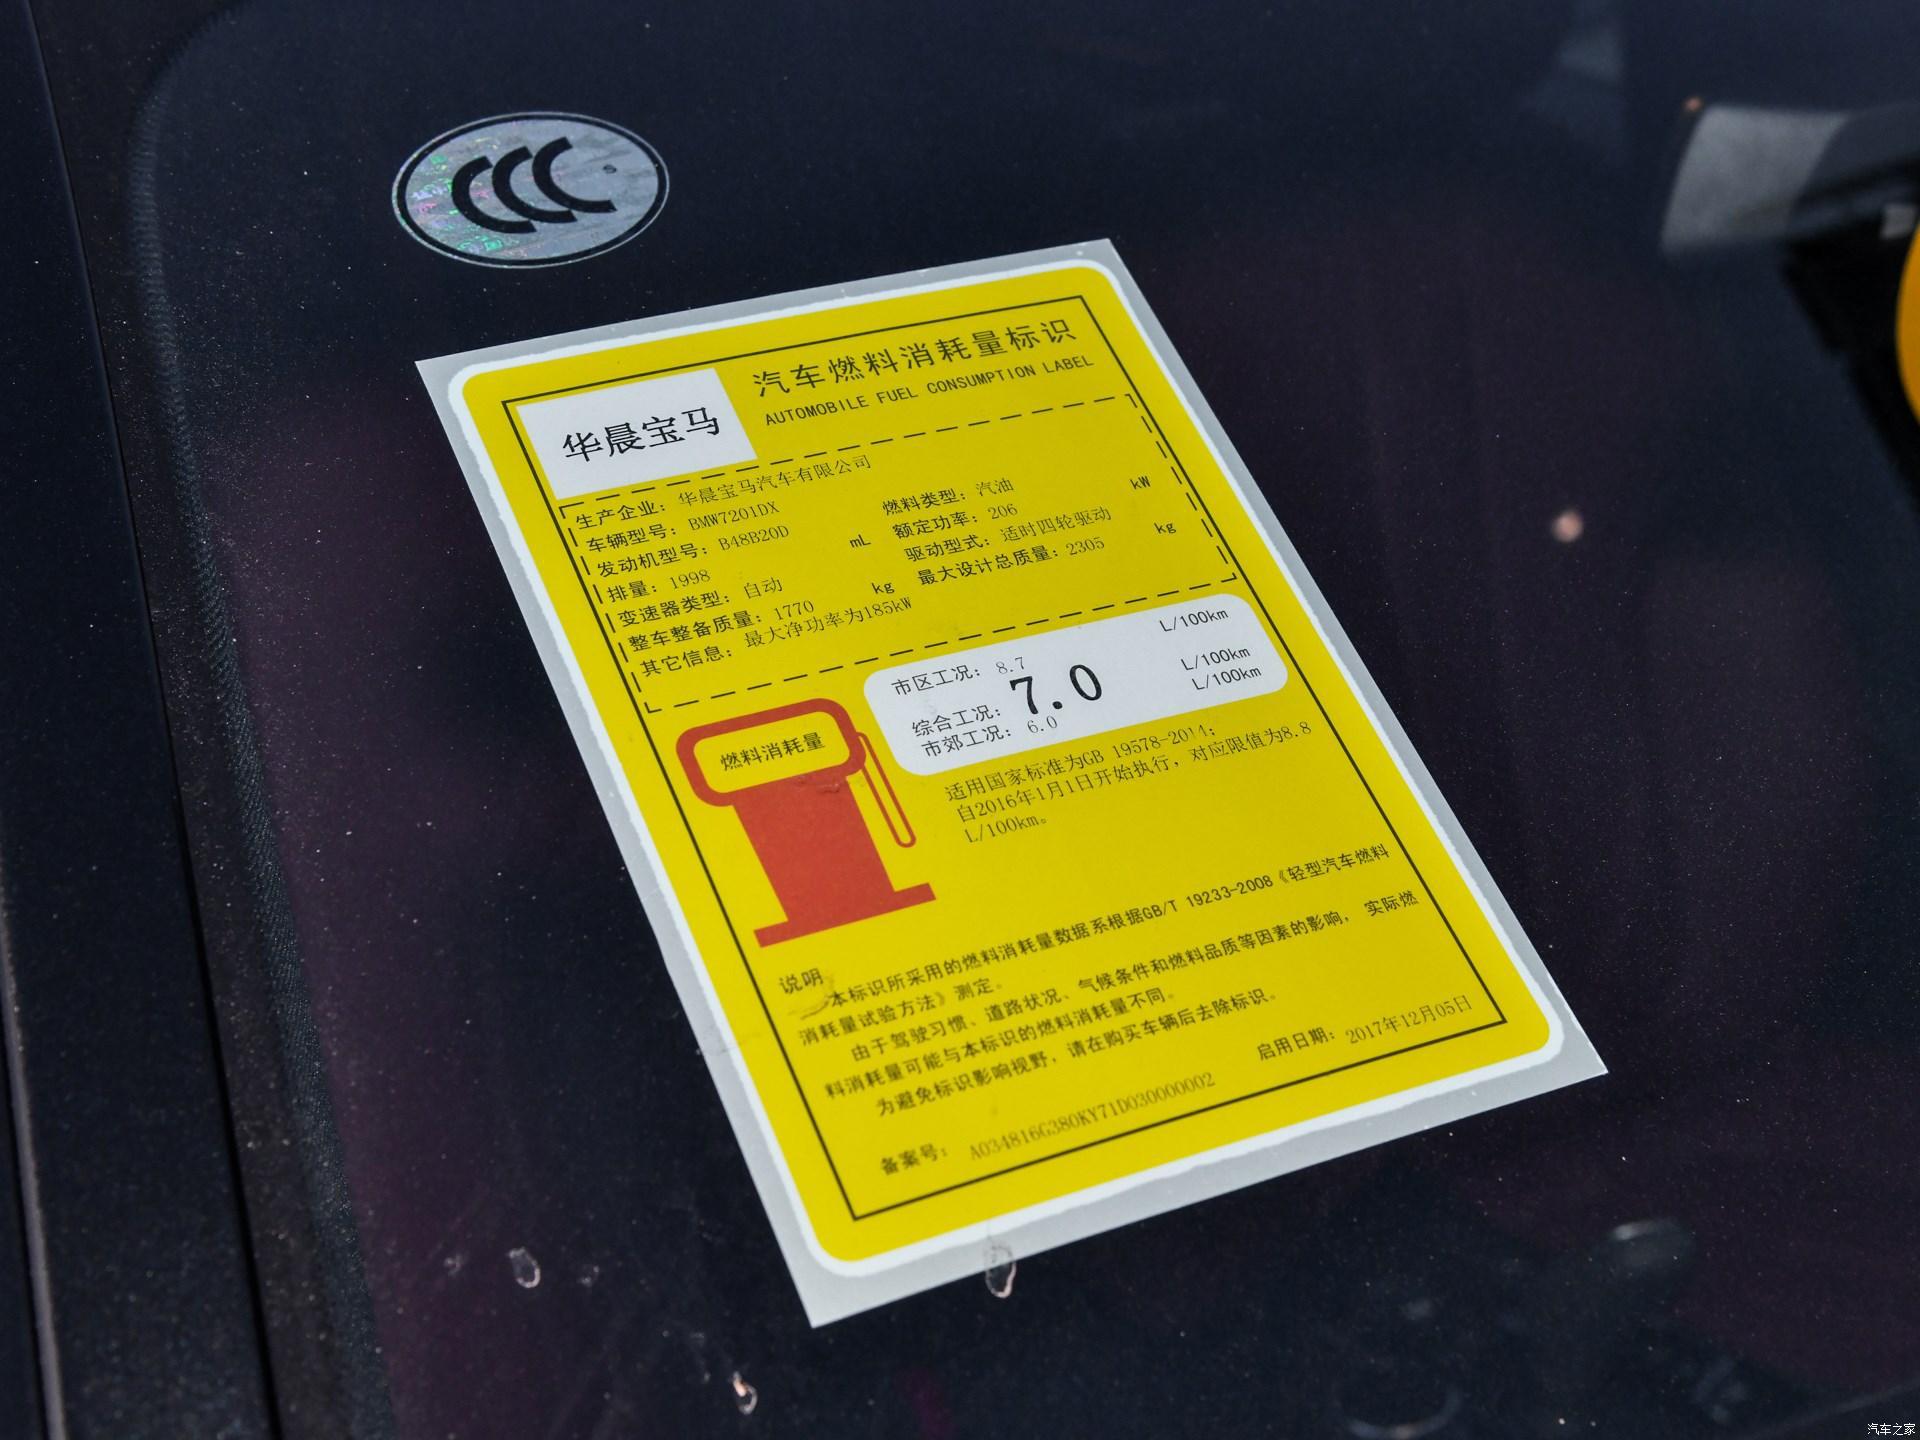 CCC S
华晨宝马
汽车燃料消耗量标识
AUTOMOBILE FUEL CONSUMPTION LABEL
生产企业：华晨宝马汽车有限公司
车辆型号：BMW7201DX 燃料类型：汽油
发动机型号：B48B20D 额定功率：206 kW
排量：1998 mL 驱动型式：适时四轮驱动
变速器类型：自动 最大设计总质量：2305 kg
整车整备质量：1770 kg
其它信息：最大净功率为185kW
市区工况：8.7 L/100km
综合工况：7.0 L/100km
市郊工况：6.0 L/100km
燃料消耗量
适用国家标准为GB 19578-2014；
自2016年1月1日开始执行，对应限值为8.8
L/100km。
说明
本标识所采用的燃料消耗量数据系根据GB/T 19233-2008《轻型汽车燃料
消耗量试验方法》测定。
由于驾驶习惯、道路状况、气候条件和燃料品质等因素的影响，实际燃
料消耗量可能与本标识的燃料消耗量不同。
为避免标识影响视野，请在购买车辆后去除标识。
启用日期：2017年12月05日
备案号：A034816G380KY71D030000002
汽车之家